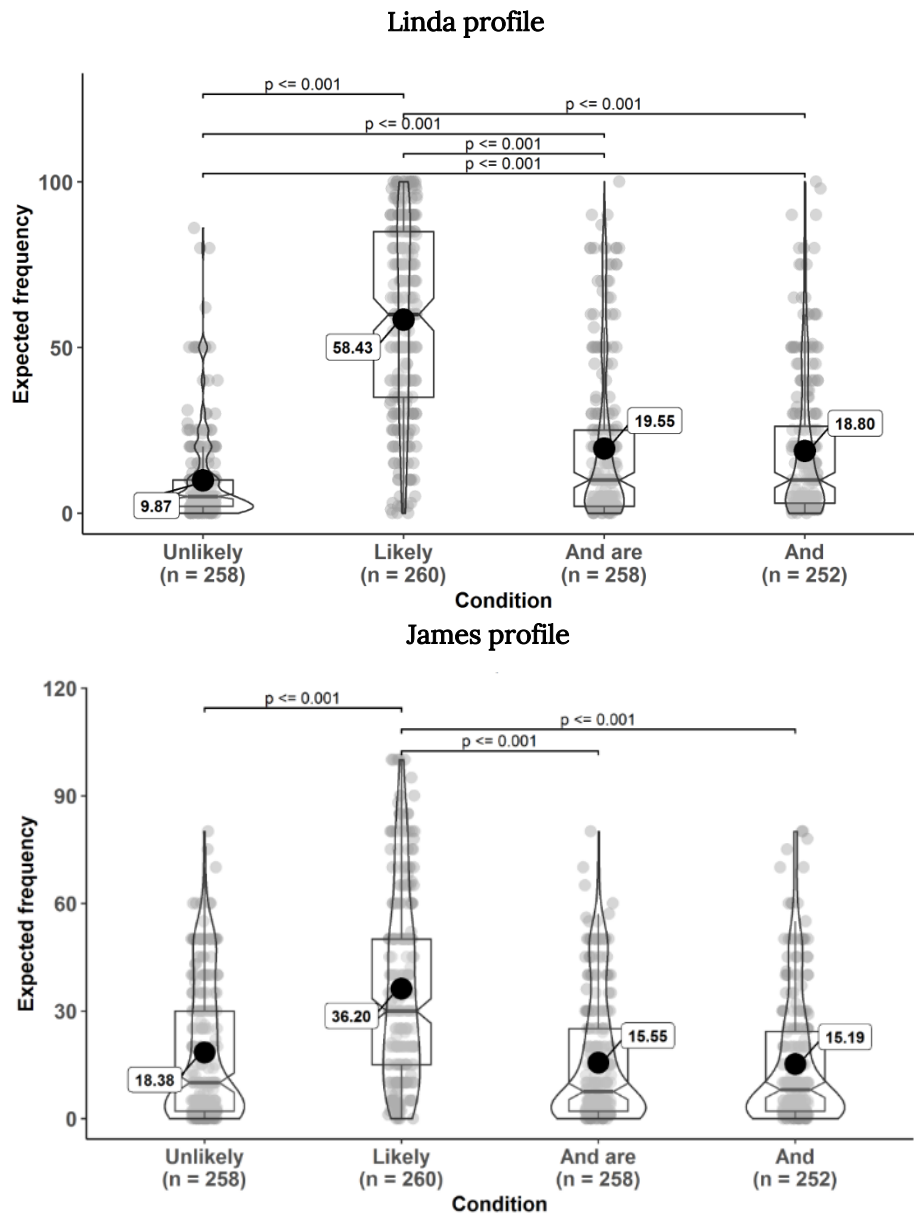 Linda profile
p <= 0.001
p <= 0.001
p <= 0.001
p <= 0.001
p <= 0.001
Expected frequency
100
50
0
9.87
58.43
19.55
18.80
Unlikely
(n = 258)
Likely
(n = 260)
And are
(n = 258)
And
(n = 252)
Condition
James profile
p <= 0.001
p <= 0.001
p <= 0.001
Expected frequency
120
90
60
30
0
18.38
36.20
15.55
15.19
Unlikely
(n = 258)
Likely
(n = 260)
And are
(n = 258)
And
(n = 252)
Condition